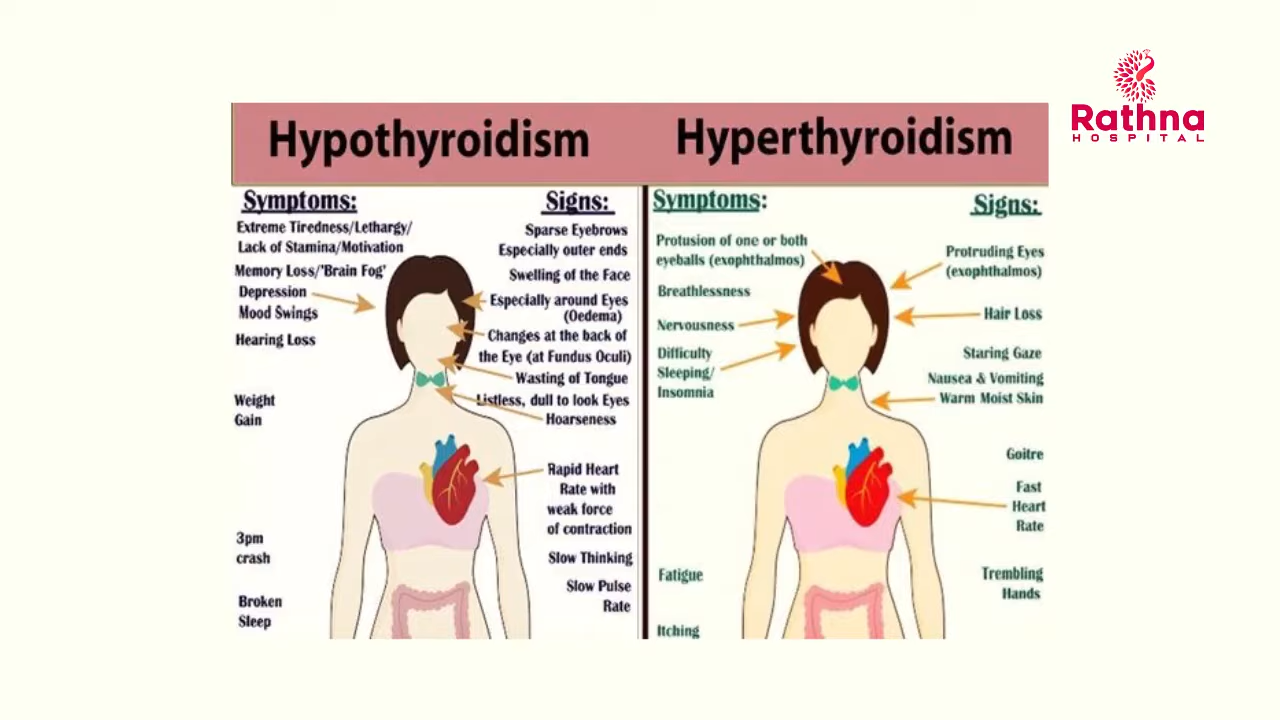 Rathna
HOSPITAL
Hypothyroidism
Symptoms:
Extreme Tiredness/Lethargy/
Lack of Stamina/Motivation
Memory Loss/'Brain Fog'
Depression
Mood Swings
Hearing Loss
Weight
Gain
3pm
crash
Broken
Sleep
Signs:
Sparse Eyebrows
Especially outer ends
Swelling of the Face
Especially around Eyes
(Oedema)
Changes at the back of
the Eye (at Fundus Oculi)
Wasting of Tongue
Listless, dull to look Eyes
Hoarseness
Rapid Heart
Rate with
weak force
of contraction
Slow Thinking
Slow Pulse
Rate
Hyperthyroidism
Symptoms:
Protusion of one or both
eyeballs (exophthalmos)
Breathlessness
Nervousness
Difficulty
Sleeping/
Insomnia
Fatigue
Itching
Signs:
Protruding Eyes
(exophthalmos)
Hair Loss
Staring Gaze
Nausea & Vomiting
Warm Moist Skin
Goitre
Fast
Heart
Rate
Trembling
Hands